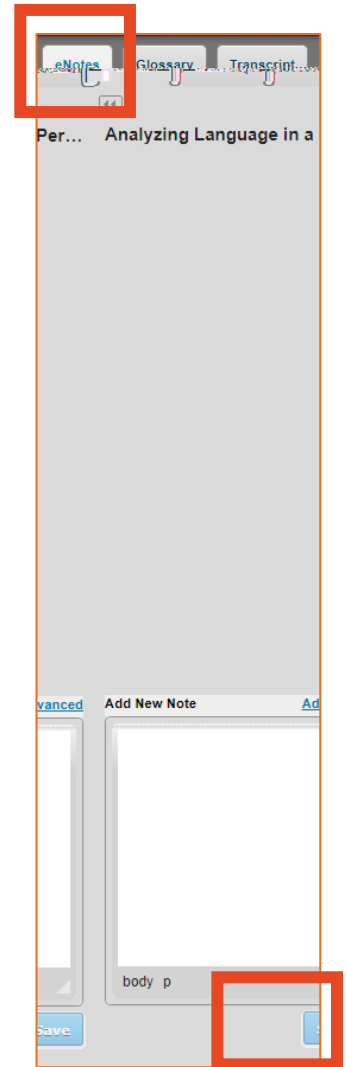 eNotes Glossary Transcript
Per... Analyzing Language in a
vanced Add New Note Ad
body p
Save S